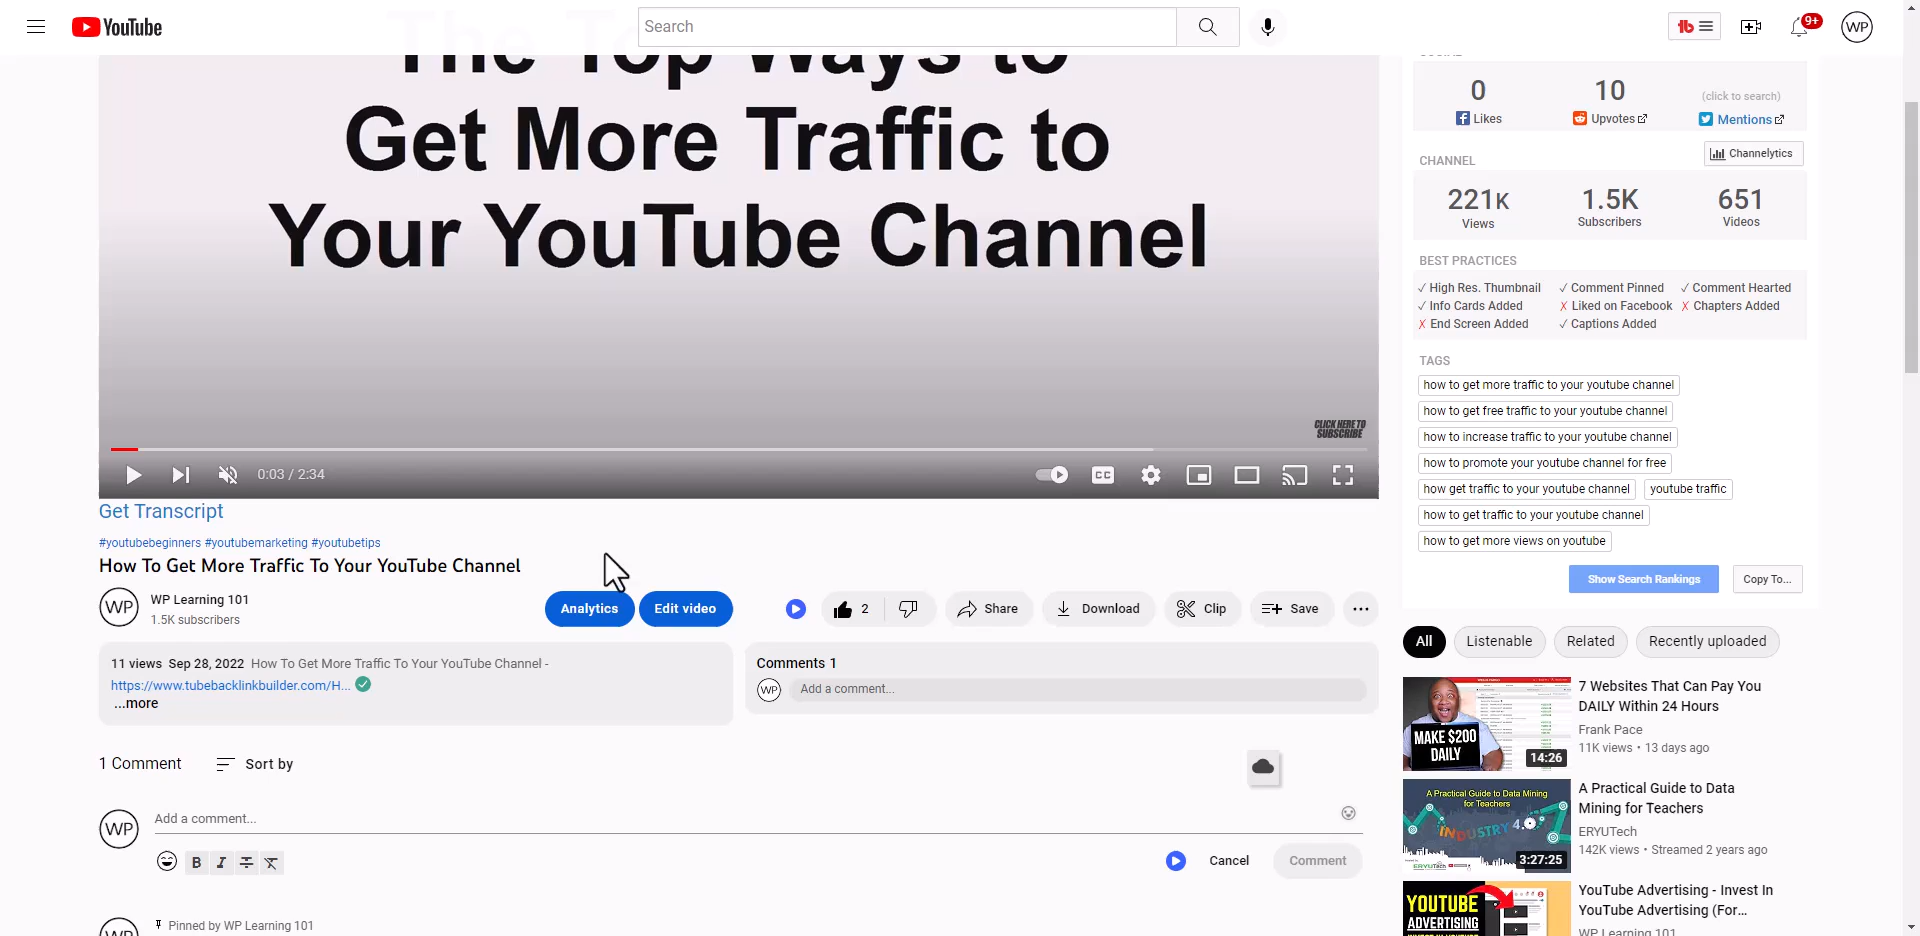 YouTube
Search
9+
WP
The Top Ways to
Get More Traffic to
Your YouTube Channel
CLICK HERE TO
SUBSCRIBE
0:03 / 2:34
CC
Get Transcript
#youtubebeginners #youtubemarketing #youtubetips
How To Get More Traffic To Your YouTube Channel
WP
WP Learning 101
1.5K subscribers
Analytics
Edit video
2
Share
Download
Clip
Save
11 views Sep 28, 2022 How To Get More Traffic To Your YouTube Channel -
https://www.tubebacklinkbuilder.com/H...
...more
Comments 1
WP
Add a comment...
1 Comment
Sort by
WP
Add a comment...
B I S T
Cancel
Comment
WP
Pinned by WP Learning 101
SOCIAL
0
10
(click to search)
Likes
Upvotes
Mentions
CHANNEL
Channelytics
221K
1.5K
651
Views
Subscribers
Videos
BEST PRACTICES
✓ High Res. Thumbnail ✓ Comment Pinned ✓ Comment Hearted
✓ Info Cards Added ✗ Liked on Facebook ✗ Chapters Added
✗ End Screen Added ✓ Captions Added
TAGS
how to get more traffic to your youtube channel
how to get free traffic to your youtube channel
how to increase traffic to your youtube channel
how to promote your youtube channel for free
how get traffic to your youtube channel youtube traffic
how to get traffic to your youtube channel
how to get more views on youtube
Show Search Rankings
Copy To...
All
Listenable
Related
Recently uploaded
MAKE $200
DAILY
14:26
7 Websites That Can Pay You
DAILY Within 24 Hours
Frank Pace
11K views • 13 days ago
A Practical Guide to Data Mining
for Teachers
INDUSTRY 4.0
ERYUTech
3:27:25
A Practical Guide to Data
Mining for Teachers
ERYUTech
142K views • Streamed 2 years ago
YOUTUBE
ADVERTISING
YouTube Advertising - Invest In
YouTube Advertising (For...
WP Learning 101